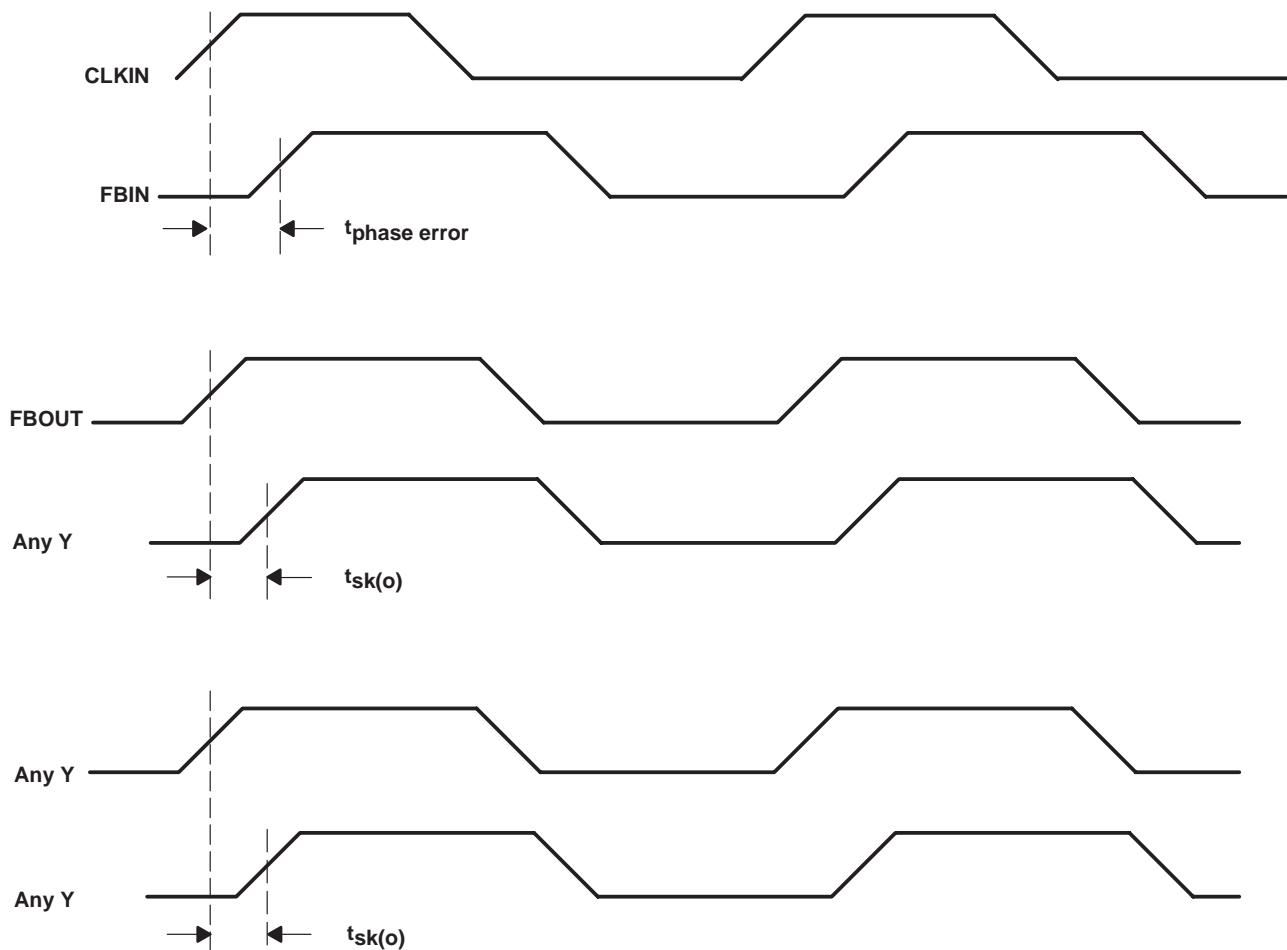 CLKIN
FBIN
tphase error
FBOUT
Any Y
tsk(o)
Any Y
Any Y
tsk(o)